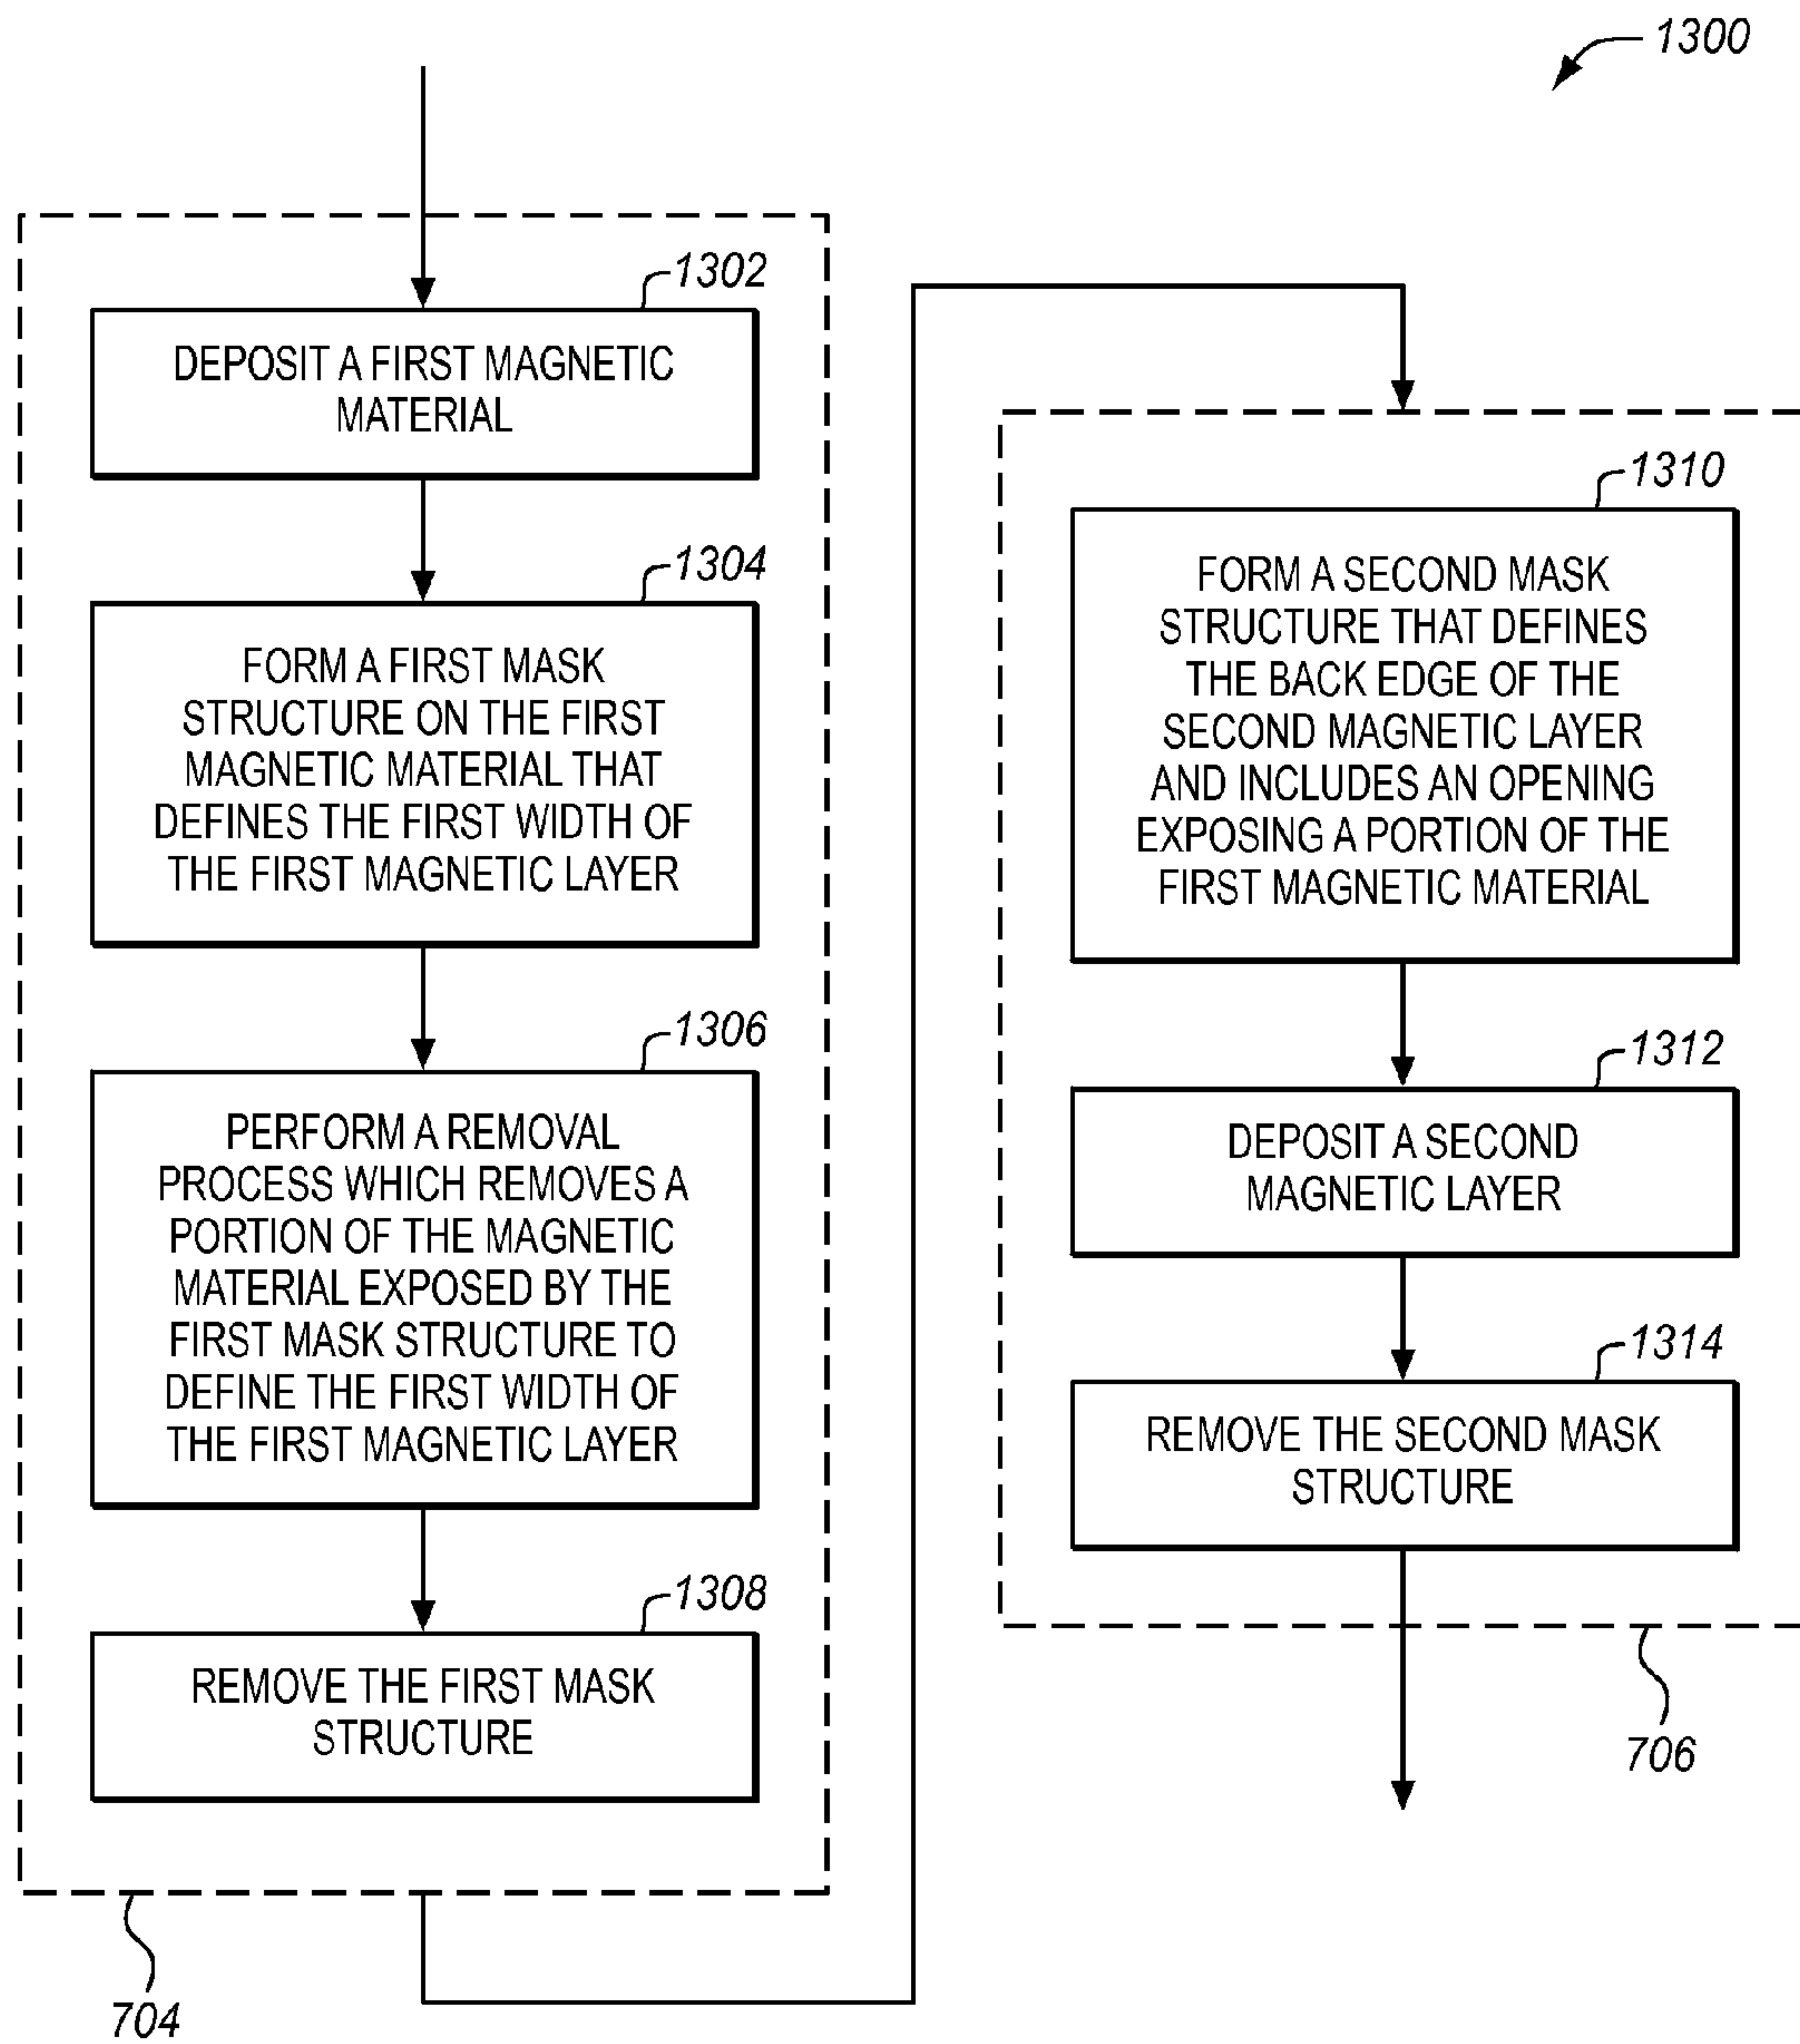 1300
1302
DEPOSIT A FIRST MAGNETIC
MATERIAL
1304
FORM A FIRST MASK
STRUCTURE ON THE FIRST
MAGNETIC MATERIAL THAT
DEFINES THE FIRST WIDTH OF
THE FIRST MAGNETIC LAYER
1306
PERFORM A REMOVAL
PROCESS WHICH REMOVES A
PORTION OF THE MAGNETIC
MATERIAL EXPOSED BY THE
FIRST MASK STRUCTURE TO
DEFINE THE FIRST WIDTH OF
THE FIRST MAGNETIC LAYER
1308
REMOVE THE FIRST MASK
STRUCTURE
704
1310
FORM A SECOND MASK
STRUCTURE THAT DEFINES
THE BACK EDGE OF THE
SECOND MAGNETIC LAYER
AND INCLUDES AN OPENING
EXPOSING A PORTION OF THE
FIRST MAGNETIC MATERIAL
1312
DEPOSIT A SECOND
MAGNETIC LAYER
1314
REMOVE THE SECOND MASK
STRUCTURE
706